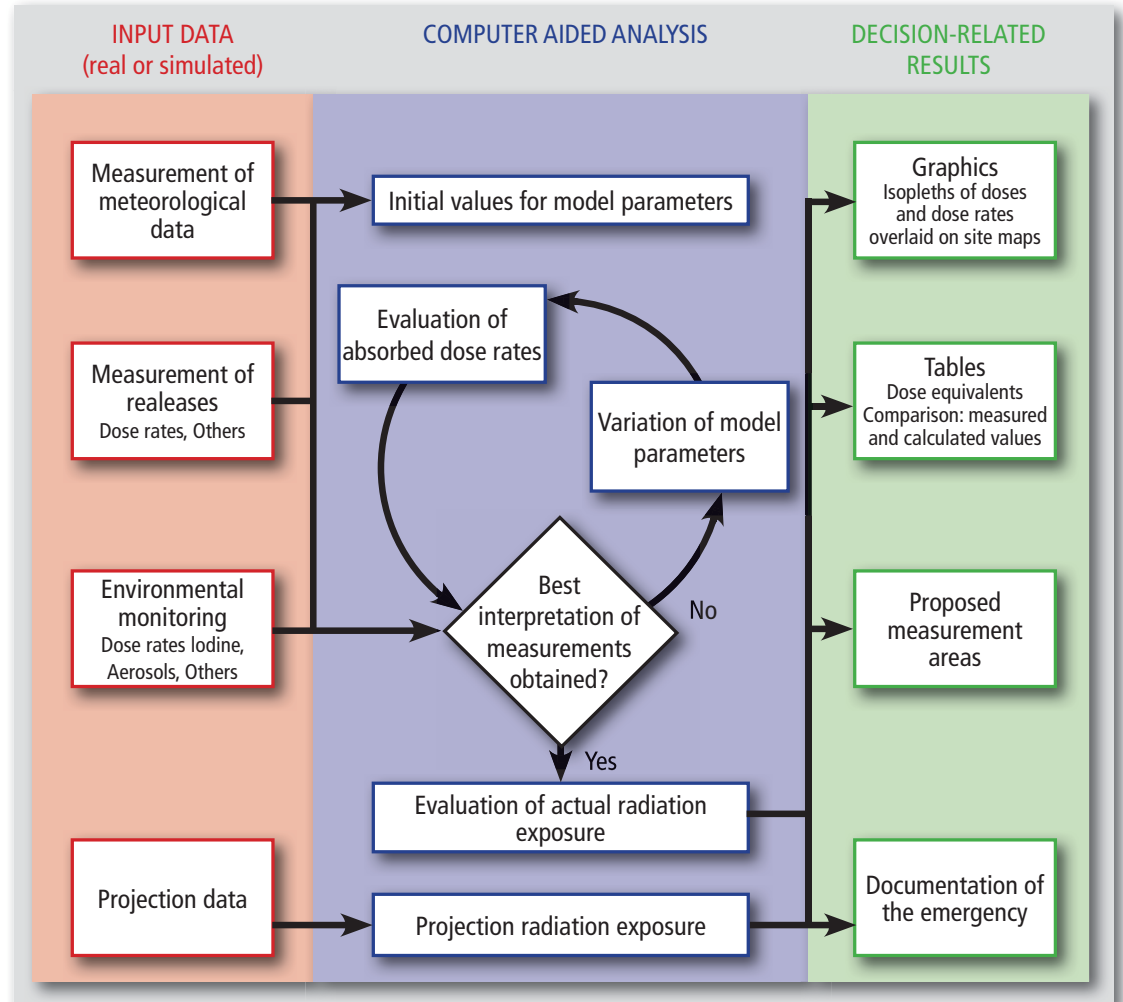 INPUT DATA
(real or simulated)
COMPUTER AIDED ANALYSIS
DECISION-RELATED
RESULTS
Measurement of
meteorological
data
Initial values for model parameters
Graphics
Isopleths of doses
and dose rates
overlaid on site maps
Evaluation of
absorbed dose rates
Measurement of
realeases
Dose rates, Others
Variation of model
parameters
Tables
Dose equivalents
Comparison: measured
and calculated values
Environmental
monitoring
Dose rates Iodine,
Aerosols, Others
Best
interpretation of
measurements
obtained?
No
Yes
Proposed
measurement
areas
Evaluation of actual radiation
exposure
Projection data
Projection radiation exposure
Documentation of
the emergency